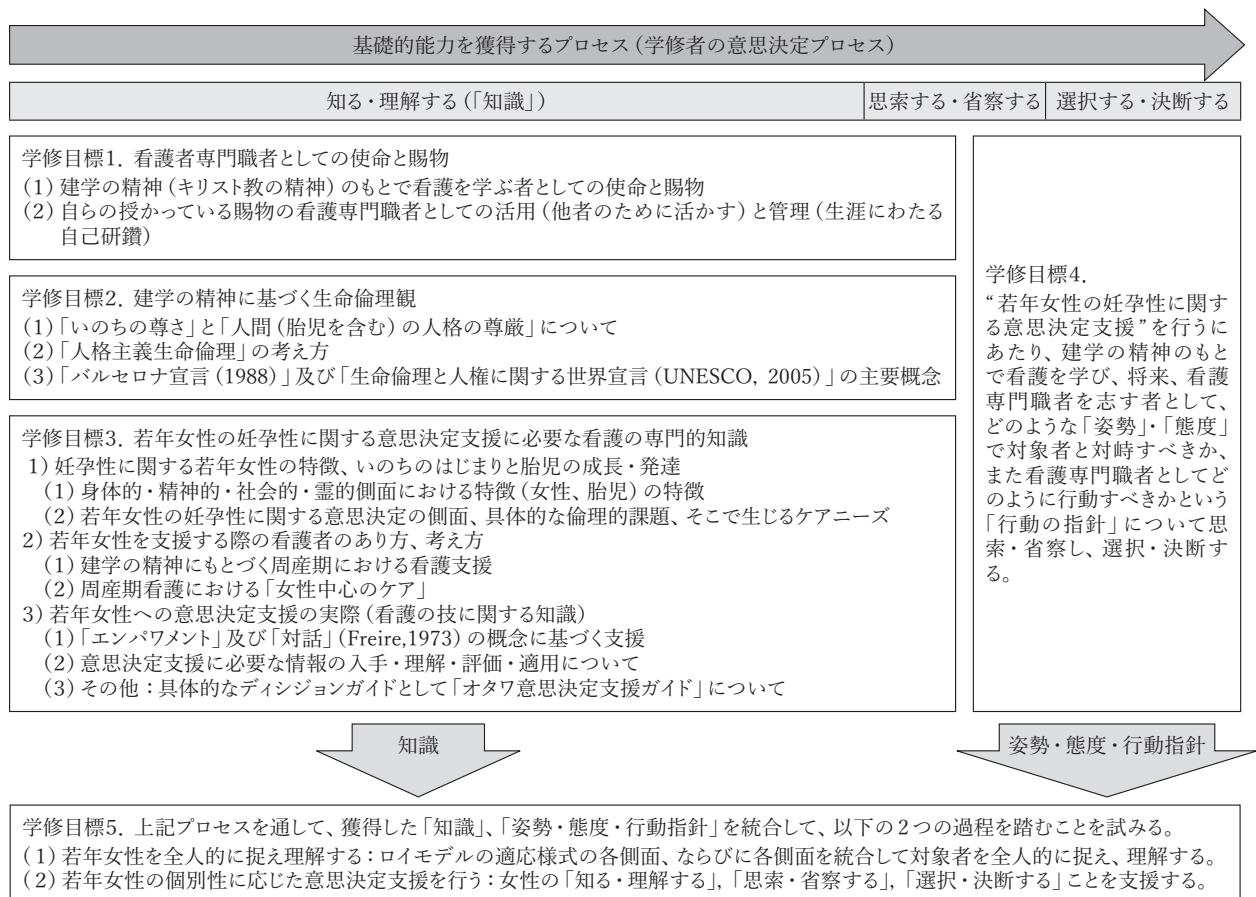 基礎的能力を獲得するプロセス（学修者の意思決定プロセス）
知る・理解する（「知識」）
思索する・省察する
選択する・決断する
学修目標1．看護者専門職者としての使命と賜物
（1）建学の精神（キリスト教の精神）のもとで看護を学ぶ者としての使命と賜物
（2）自らの授かっている賜物の看護専門職者としての活用（他者のために活かす）と管理（生涯にわたる
自己研鑽）
学修目標2．建学の精神に基づく生命倫理観
（1）「いのちの尊さ」と「人間（胎児を含む）の人格の尊厳」について
（2）「人格主義生命倫理」の考え方
（3）「バルセロナ宣言（1988）」及び「生命倫理と人権に関する世界宣言（UNESCO, 2005）」の主要概念
学修目標3．若年女性の妊孕性に関する意思決定支援に必要な看護の専門的知識
1）妊孕性に関する若年女性の特徴、いのちのはじまりと胎児の成長・発達
（1）身体的・精神的・社会的・霊的側面における特徴（女性、胎児）の特徴
（2）若年女性の妊孕性に関する意思決定の側面、具体的な倫理的課題、そこで生じるケアニーズ
2）若年女性を支援する際の看護者のあり方、考え方
（1）建学の精神にもとづく周産期における看護支援
（2）周産期看護における「女性中心のケア」
3）若年女性への意思決定支援の実際（看護の技に関する知識）
（1）「エンパワメント」及び「対話」（Freire,1973）の概念に基づく支援
（2）意思決定支援に必要な情報の入手・理解・評価・適用について
（3）その他：具体的なディシジョンガイドとして「オタワ意思決定支援ガイド」について
学修目標4．
“若年女性の妊孕性に関す
る意思決定支援”を行うに
あたり、建学の精神のもと
で看護を学び、将来、看護
専門職者を志す者として、
どのような「姿勢」・「態度」
で対象者と対峙すべきか、
また看護専門職者としてど
のように行動すべきかという
「行動の指針」について思
索・省察し、選択・決断す
る。
知識
姿勢・態度・行動指針
学修目標5．上記プロセスを通して、獲得した「知識」、「姿勢・態度・行動指針」を統合して、以下の2つの過程を踏むことを試みる。
（1）若年女性を全人的に捉え理解する：ロイモデルの適応様式の各側面、ならびに各側面を統合して対象者を全人的に捉え、理解する。
（2）若年女性の個別性に応じた意思決定支援を行う：女性の「知る・理解する」，「思索・省察する」，「選択・決断する」ことを支援する。